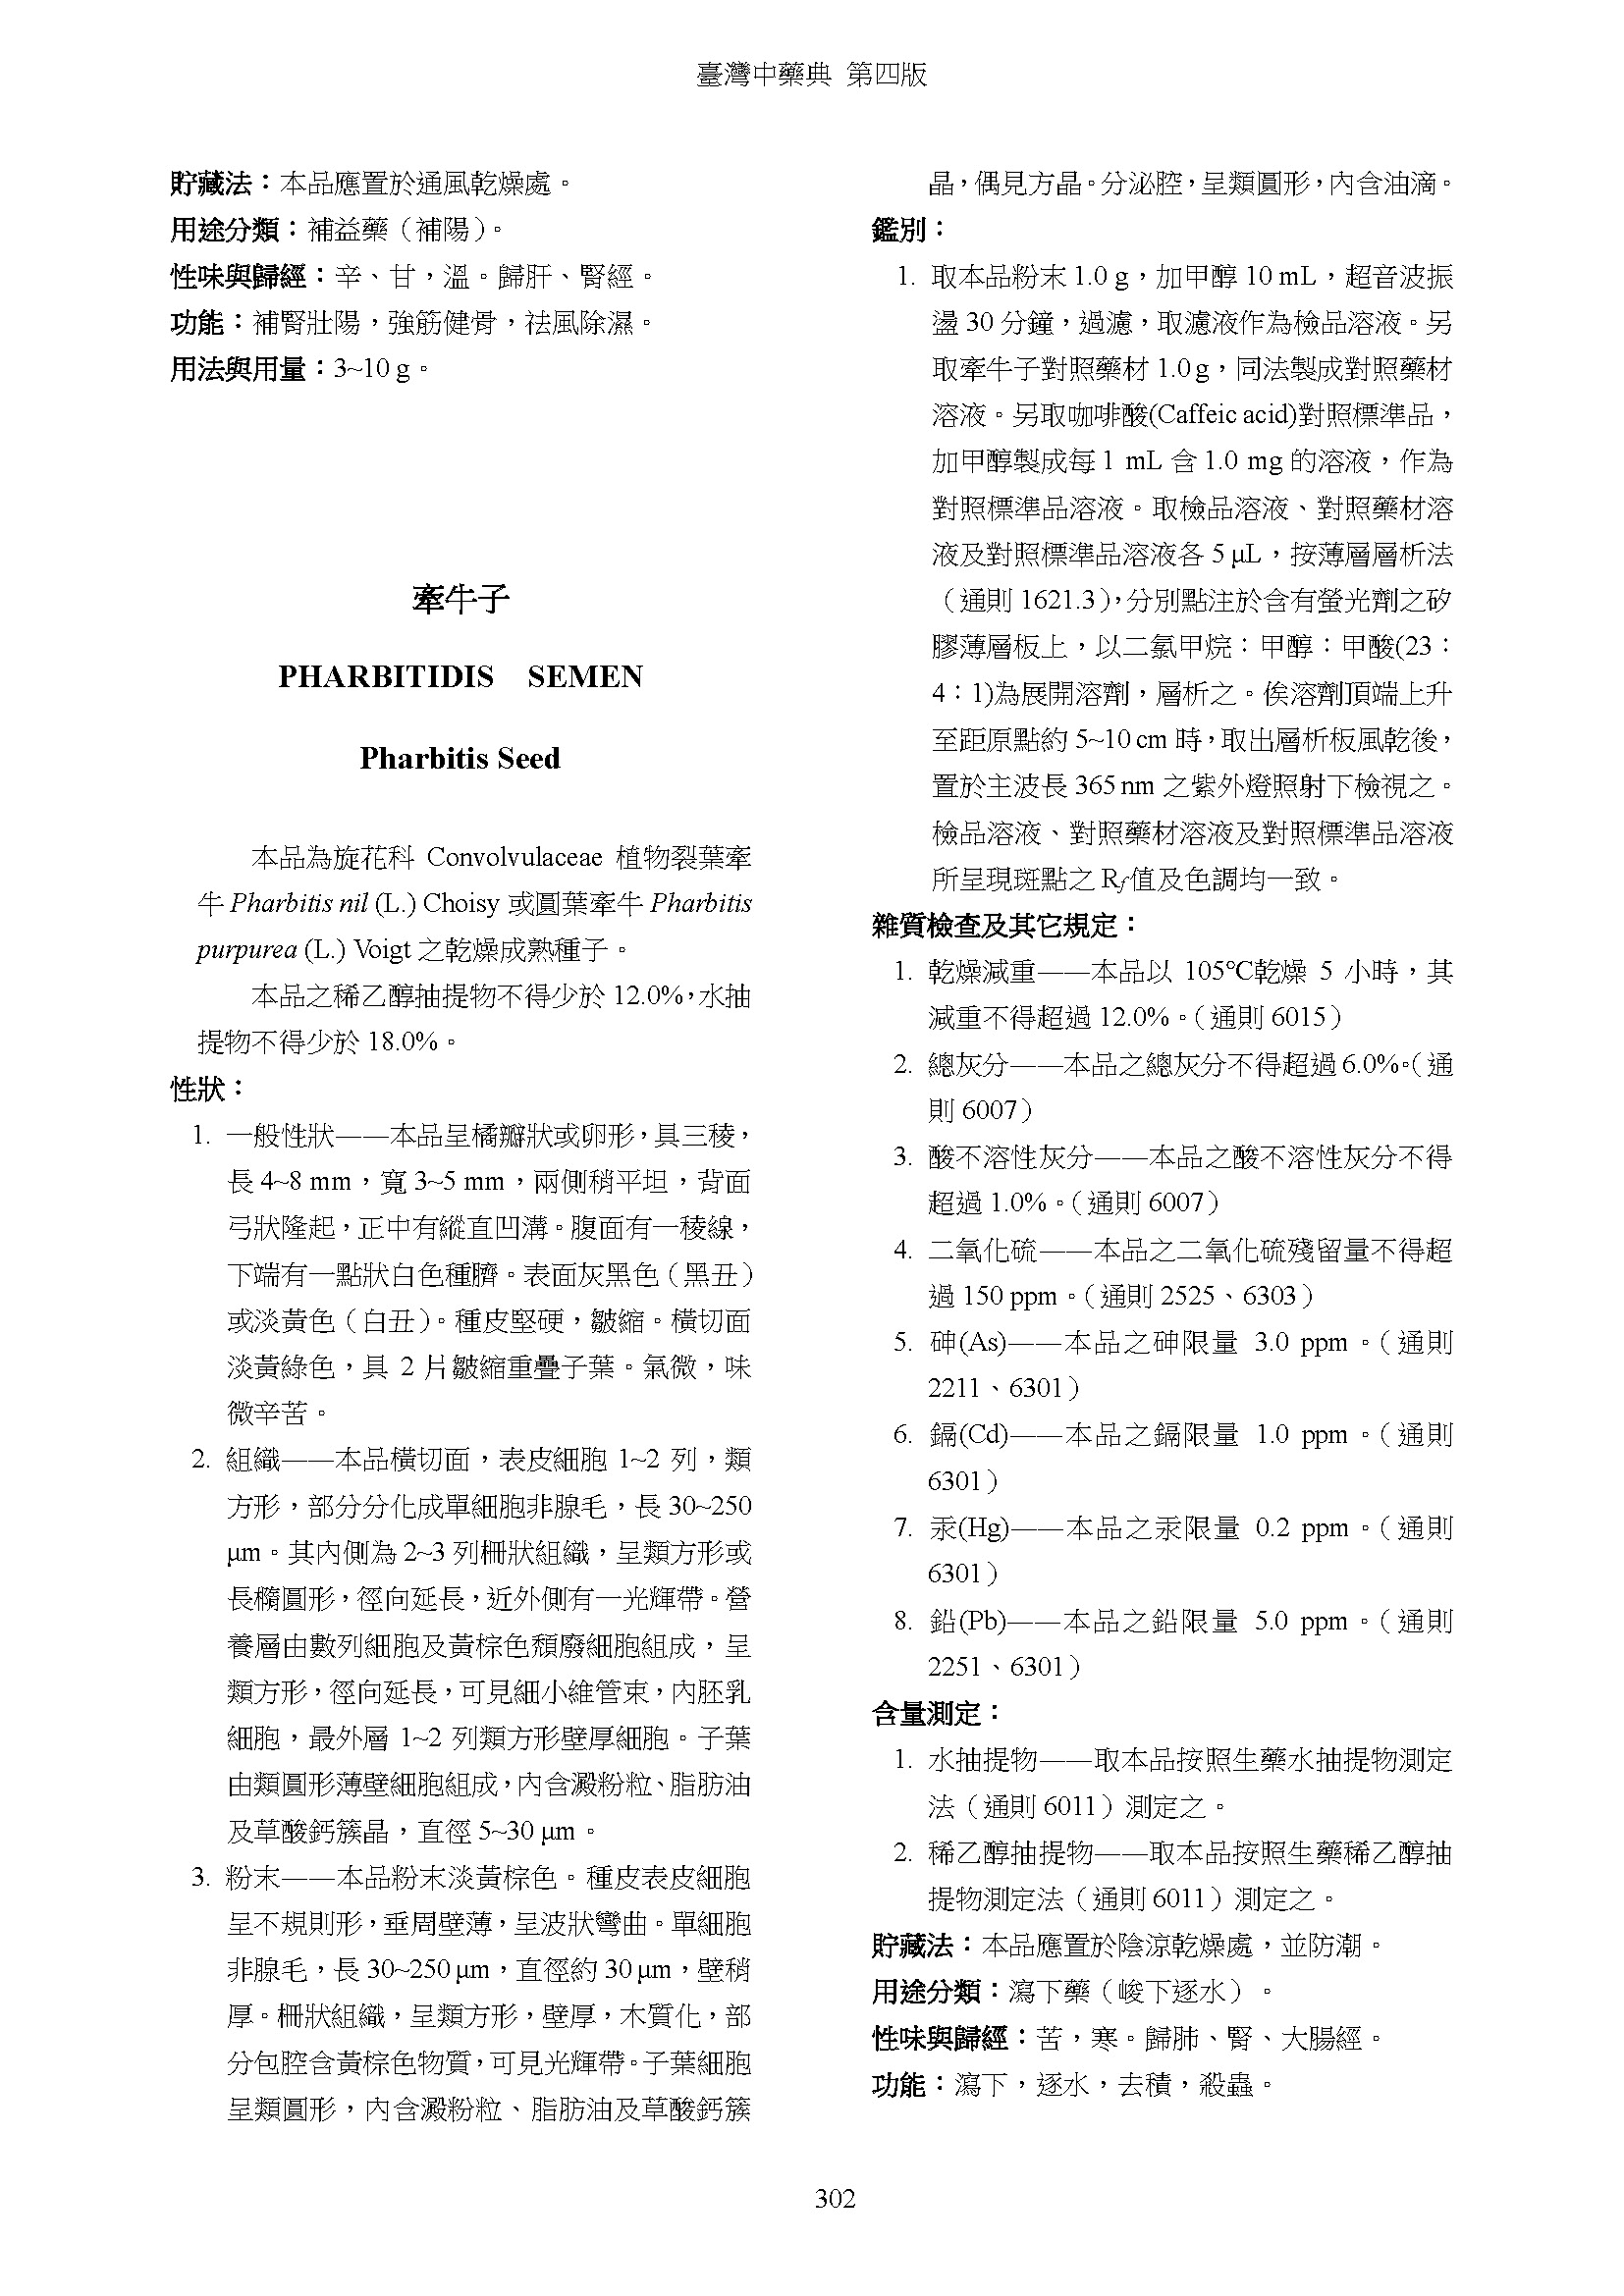 臺灣中藥典 第四版
貯藏法：本品應置於通風乾燥處。
用途分類：補益藥（補陽）。
性味與歸經：辛、甘，溫。歸肝、腎經。
功能：補腎壯陽，強筋健骨，祛風除濕。
用法與用量：3~10 g。
牽牛子
PHARBITIDIS SEMEN
Pharbitis Seed
本品為旋花科 Convolvulaceae 植物裂葉牽
牛 Pharbitis nil (L.) Choisy 或圓葉牽牛 Pharbitis
purpurea (L.) Voigt 之乾燥成熟種子。
本品之稀乙醇抽提物不得少於 12.0%，水抽
提物不得少於 18.0%。
性狀：
1. 一般性狀——本品呈橘瓣狀或卵形，具三稜，
長 4~8 mm，寬 3~5 mm，兩側稍平坦，背面
弓狀隆起，正中有縱直凹溝。腹面有一稜線，
下端有一點狀白色種臍。表面灰黑色（黑丑）
或淡黃色（白丑）。種皮堅硬，皺縮。橫切面
淡黃綠色，具 2 片皺縮重疊子葉。氣微，味
微辛苦。
2. 組織——本品橫切面，表皮細胞 1~2 列，類
方形，部分分化成單細胞非腺毛，長 30~250
μm。其內側為 2~3 列柵狀組織，呈類方形或
長橢圓形，徑向延長，近外側有一光輝帶。營
養層由數列細胞及黃棕色頹廢細胞組成，呈
類方形，徑向延長，可見細小維管束，內胚乳
細胞，最外層 1~2 列類方形壁厚細胞。子葉
由類圓形薄壁細胞組成，內含澱粉粒、脂肪油
及草酸鈣簇晶，直徑 5~30 μm。
3. 粉末——本品粉末淡黃棕色。種皮表皮細胞
呈不規則形，垂周壁薄，呈波狀彎曲。單細胞
非腺毛，長 30~250 μm，直徑約 30 μm，壁稍
厚。柵狀組織，呈類方形，壁厚，木質化，部
分包腔含黃棕色物質，可見光輝帶。子葉細胞
呈類圓形，內含澱粉粒、脂肪油及草酸鈣簇
晶，偶見方晶。分泌腔，呈類圓形，內含油滴。
鑑別：
1. 取本品粉末 1.0 g，加甲醇 10 mL，超音波振
盪 30 分鐘，過濾，取濾液作為檢品溶液。另
取牽牛子對照藥材 1.0 g，同法製成對照藥材
溶液。另取咖啡酸(Caffeic acid)對照標準品，
加甲醇製成每 1 mL 含 1.0 mg 的溶液，作為
對照標準品溶液。取檢品溶液、對照藥材溶
液及對照標準品溶液各 5 μL，按薄層層析法
（通則 1621.3），分別點注於含有螢光劑之矽
膠薄層板上，以二氯甲烷：甲醇：甲酸(23：
4：1)為展開溶劑，層析之。俟溶劑頂端上升
至距原點約 5~10 cm 時，取出層析板風乾後，
置於主波長 365 nm 之紫外燈照射下檢視之。
檢品溶液、對照藥材溶液及對照標準品溶液
所呈現斑點之 Rf值及色調均一致。
雜質檢查及其它規定：
1. 乾燥減重——本品以 105℃乾燥 5 小時，其
減重不得超過 12.0%。（通則 6015）
2. 總灰分——本品之總灰分不得超過 6.0%。（通
則 6007）
3. 酸不溶性灰分——本品之酸不溶性灰分不得
超過 1.0%。（通則 6007）
4. 二氧化硫——本品之二氧化硫殘留量不得超
過 150 ppm。（通則 2525、6303）
5. 砷(As)——本品之砷限量 3.0 ppm。（通則
2211、6301）
6. 鎘(Cd)——本品之鎘限量 1.0 ppm。（通則
6301）
7. 汞(Hg)——本品之汞限量 0.2 ppm。（通則
6301）
8. 鉛(Pb)——本品之鉛限量 5.0 ppm。（通則
2251、6301）
含量測定：
1. 水抽提物——取本品按照生藥水抽提物測定
法（通則 6011）測定之。
2. 稀乙醇抽提物——取本品按照生藥稀乙醇抽
提物測定法（通則 6011）測定之。
貯藏法：本品應置於陰涼乾燥處，並防潮。
用途分類：瀉下藥（峻下逐水）。
性味與歸經：苦，寒。歸肺、腎、大腸經。
功能：瀉下，逐水，去積，殺蟲。
302